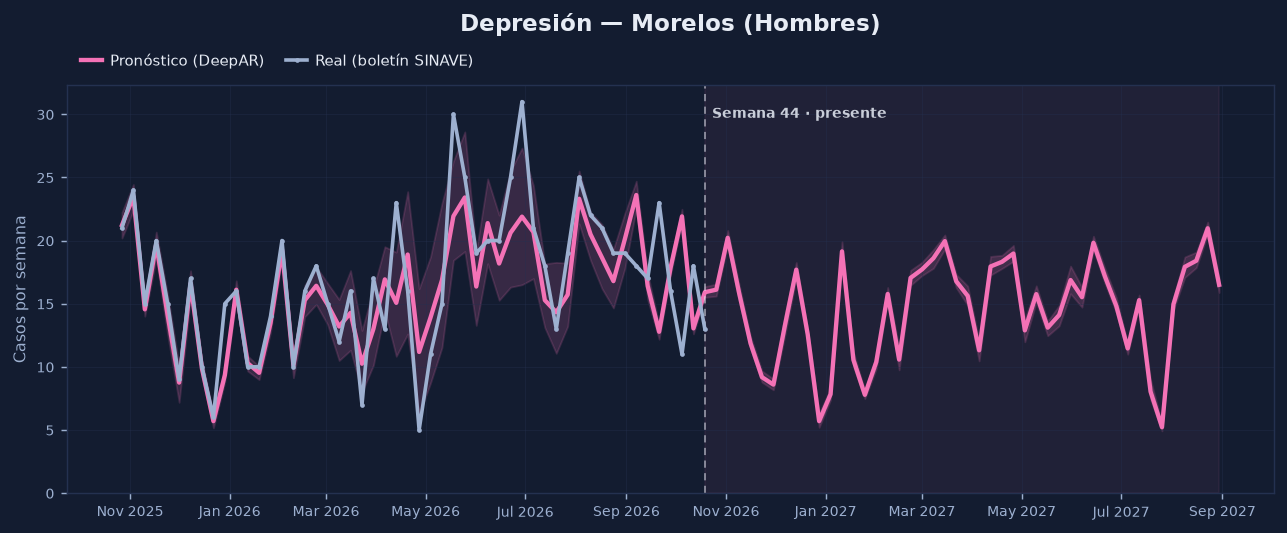 Depresión — Morelos (Hombres)
Pronóstico (DeepAR)
Real (boletín SINAVE)
Semana 44 · presente
Casos por semana
30
25
20
15
10
5
0
Nov 2025
Jan 2026
Mar 2026
May 2026
Jul 2026
Sep 2026
Nov 2026
Jan 2027
Mar 2027
May 2027
Jul 2027
Sep 2027